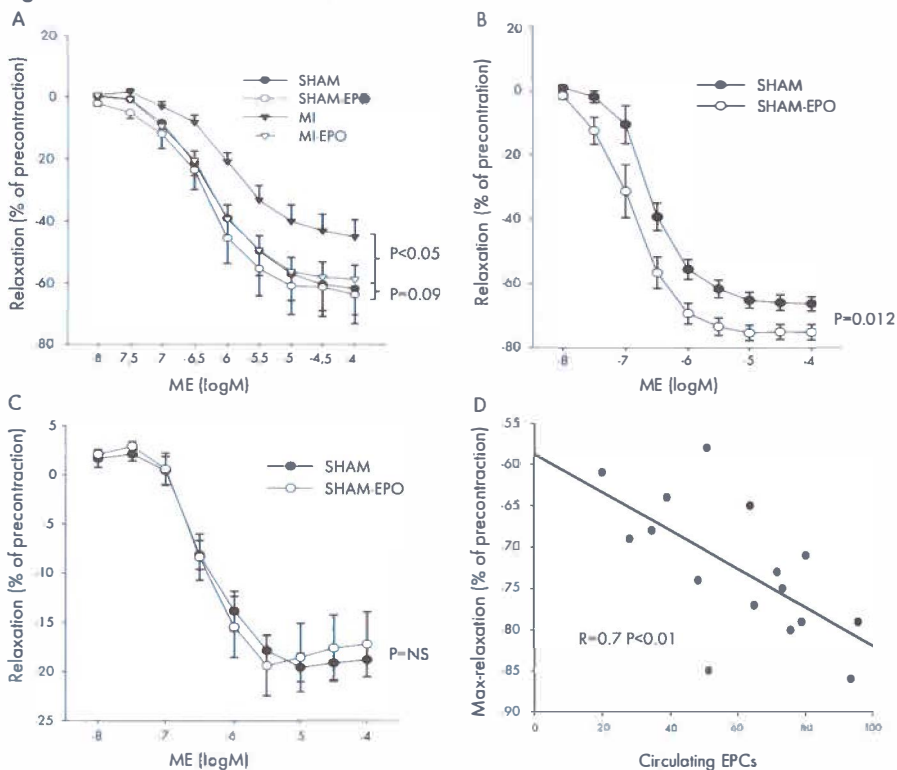 A
20
0
20
-40
-60
80
Relaxation (% of precontraction)
SHAM
SHAM-EPO
MI
MI-EPO
P<0.05
P=0.09
8 7.5 7 -6.5 6 -5.5 -5 -4.5 -4
ME (logM)
B
20
0
-20
-40
-60
-80
Relaxation (% of precontration)
SHAM
SHAM-EPO
P=0.012
-8 -7 -6 -5 -4
ME (logM)
C
5
0
5
10
15
20
25
Relaxation (% of precontraction)
SHAM
SHAM-EPO
P=NS
-8 -7 -6 -5 -4
ME (logM)
D
-55
-60
-65
-70
-75
-80
-85
-90
Max-relaxation (% of precontraction)
R=0.7 P<0.01
0 20 40 60 100
Circulating EPCs